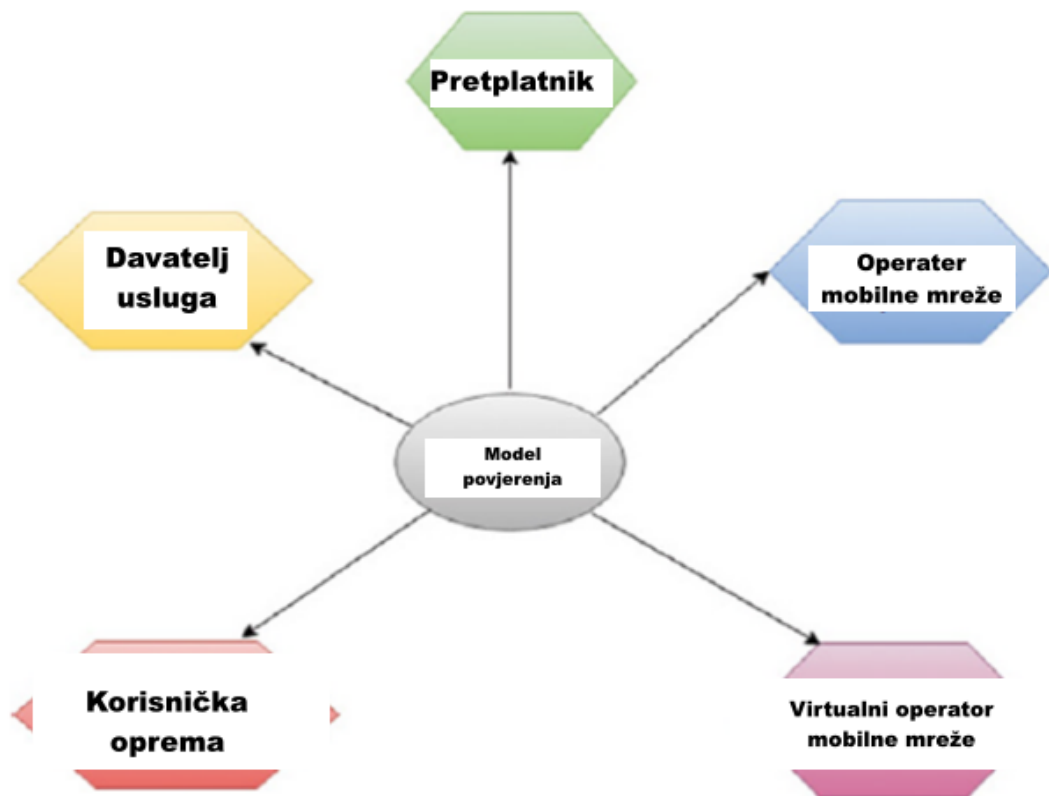 Pretplatnik
Davatelj
usluga
Operater
mobilne mreže
Model
povjerenja
Korisnička
oprema
Virtualni operator
mobilne mreže